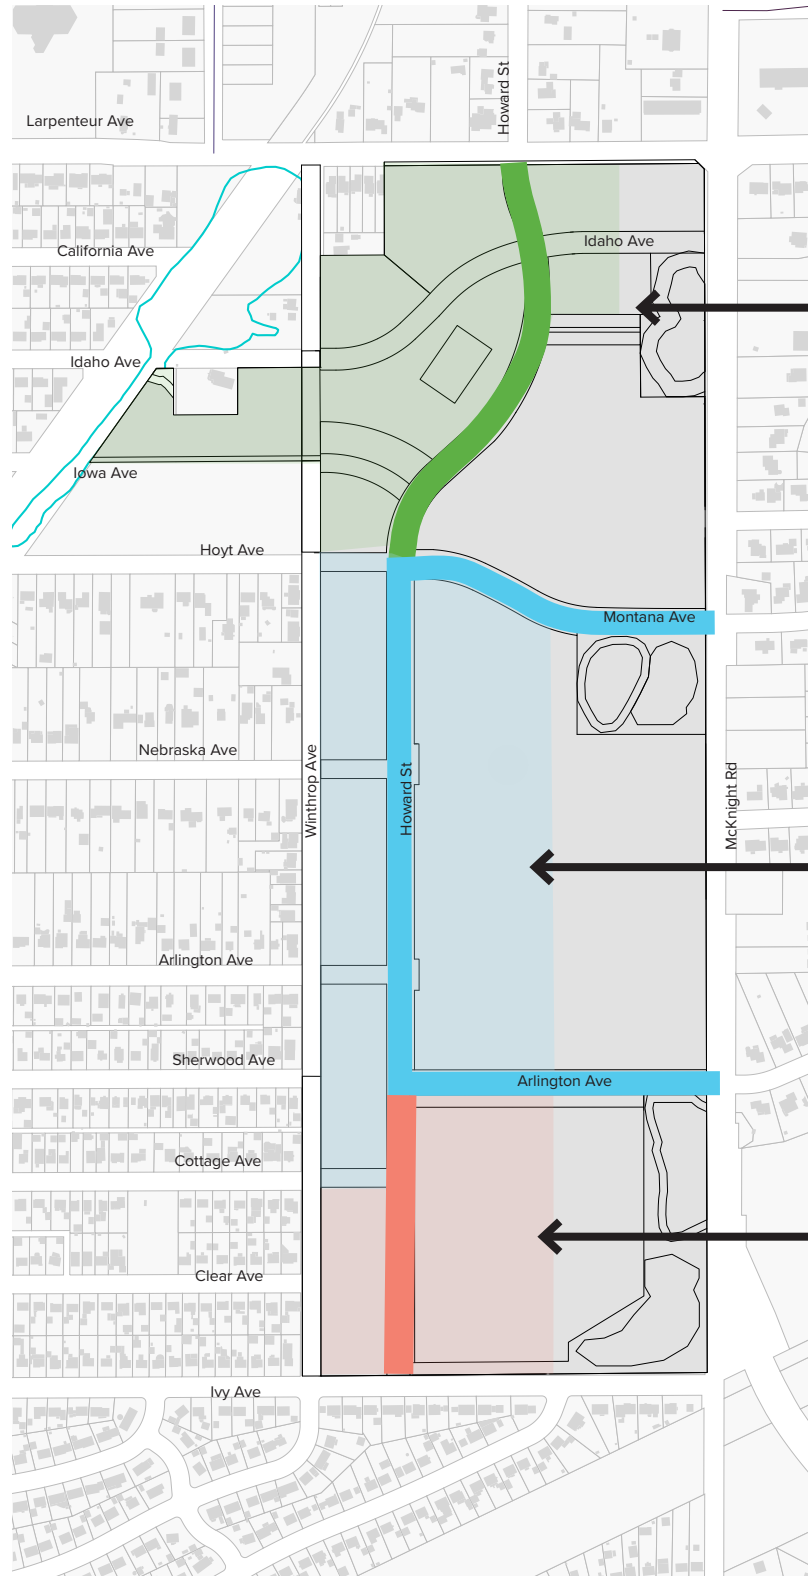 Howard St
Larpenteur Ave
California Ave
Idaho Ave
Idaho Ave
Iowa Ave
Hoyt Ave
Montana Ave
Nebraska Ave
Winthrop Ave
Howard St
McKnight Rd
Arlington Ave
Sherwood Ave
Arlington Ave
Cottage Ave
Clear Ave
Ivy Ave